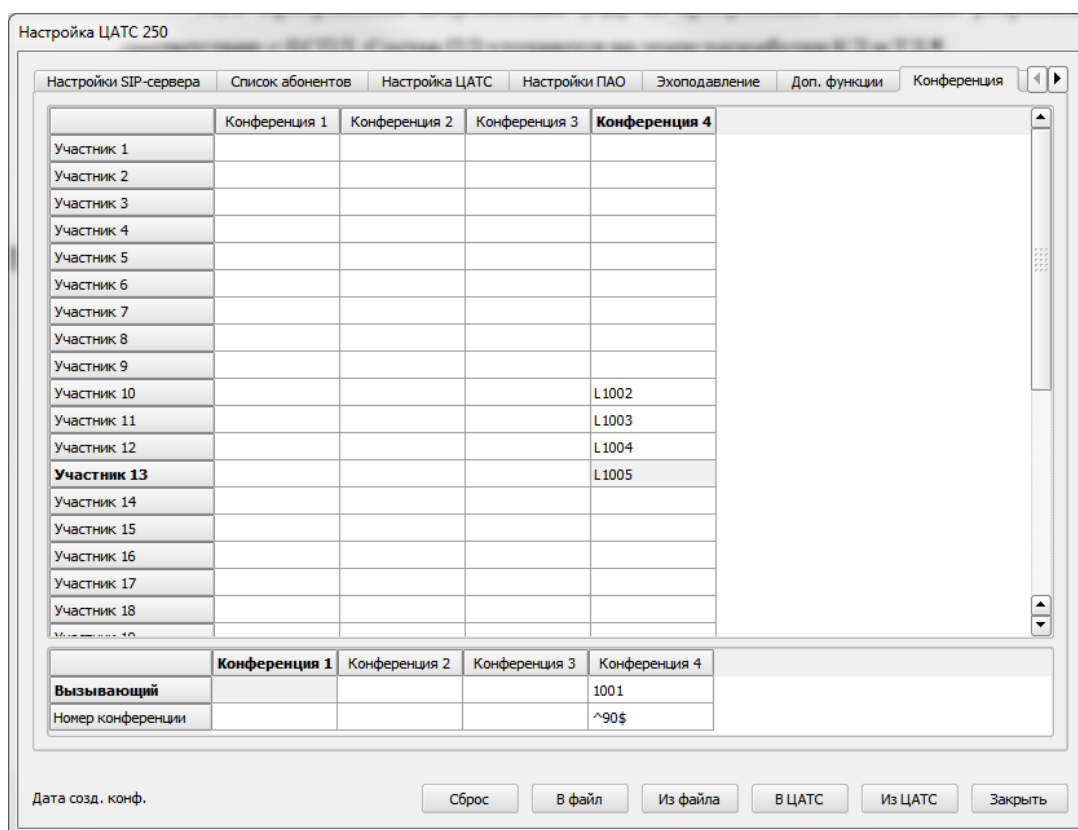 Настройка ЦАТС 250
Настройки SIP-сервера Список абонентов Настройка ЦАТС Настройки ПАО Эхоподавление Доп. функции Конференция
Конференция 1 Конференция 2 Конференция 3 Конференция 4
Участник 1
Участник 2
Участник 3
Участник 4
Участник 5
Участник 6
Участник 7
Участник 8
Участник 9
Участник 10 L1002
Участник 11 L1003
Участник 12 L1004
Участник 13 L1005
Участник 14
Участник 15
Участник 16
Участник 17
Участник 18
Конференция 1 Конференция 2 Конференция 3 Конференция 4
Вызывающий 1001
Номер конференции ^90$
Дата созд. конф. Сброс В файл Из файла В ЦАТС Из ЦАТС Закрыть